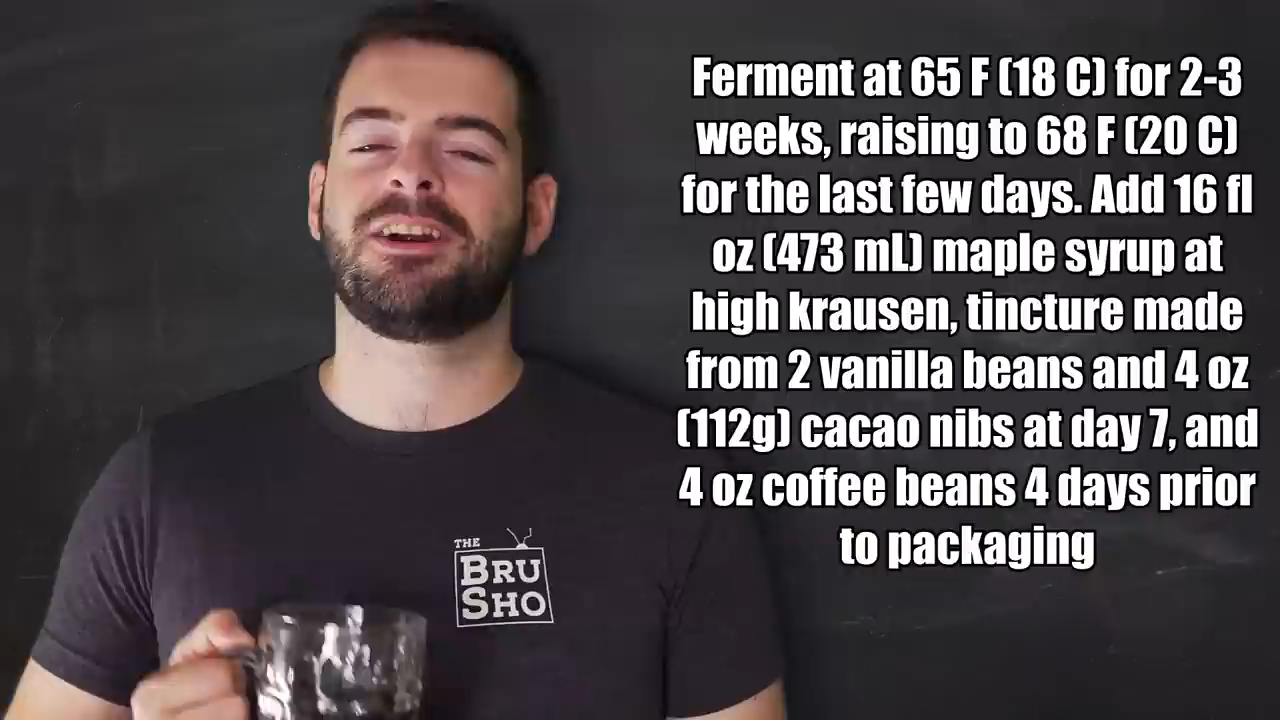 Ferment at 65 F (18 C) for 2-3
weeks, raising to 68 F (20 C)
for the last few days. Add 16 fl
oz (473 mL) maple syrup at
high krausen, tincture made
from 2 vanilla beans and 4 oz
(112g) cacao nibs at day 7, and
4 oz coffee beans 4 days prior
to packaging
THE
BRU
SHO